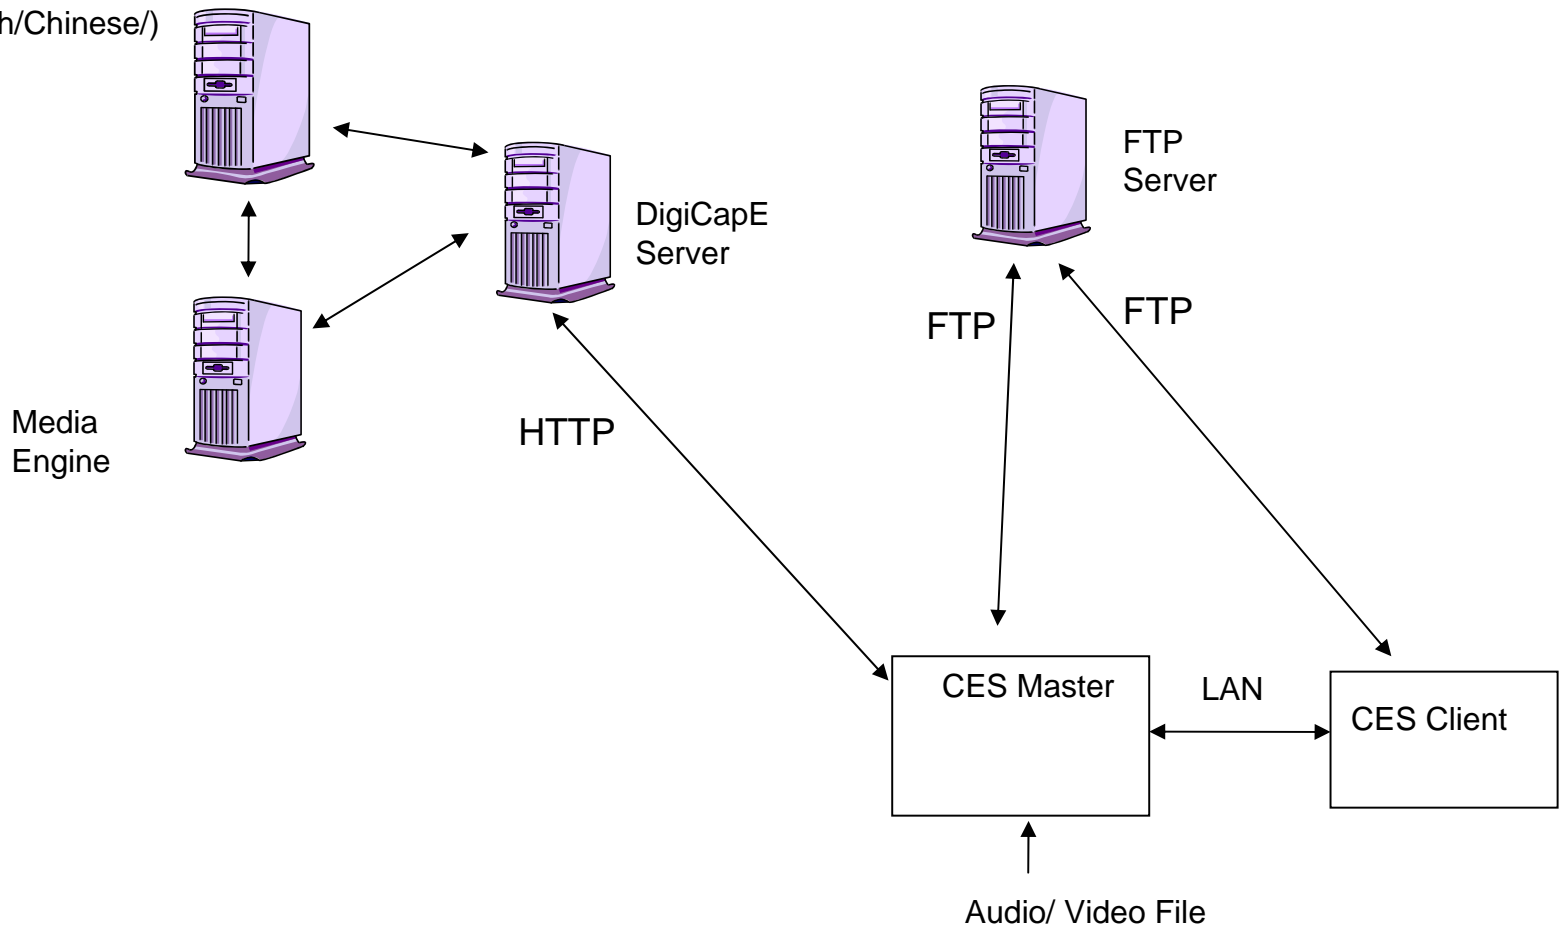 h/Chinese/)
FTP
Server
DigiCapE
Server
FTP
FTP
Media
Engine
HTTP
CES Master
LAN
CES Client
Audio/ Video File